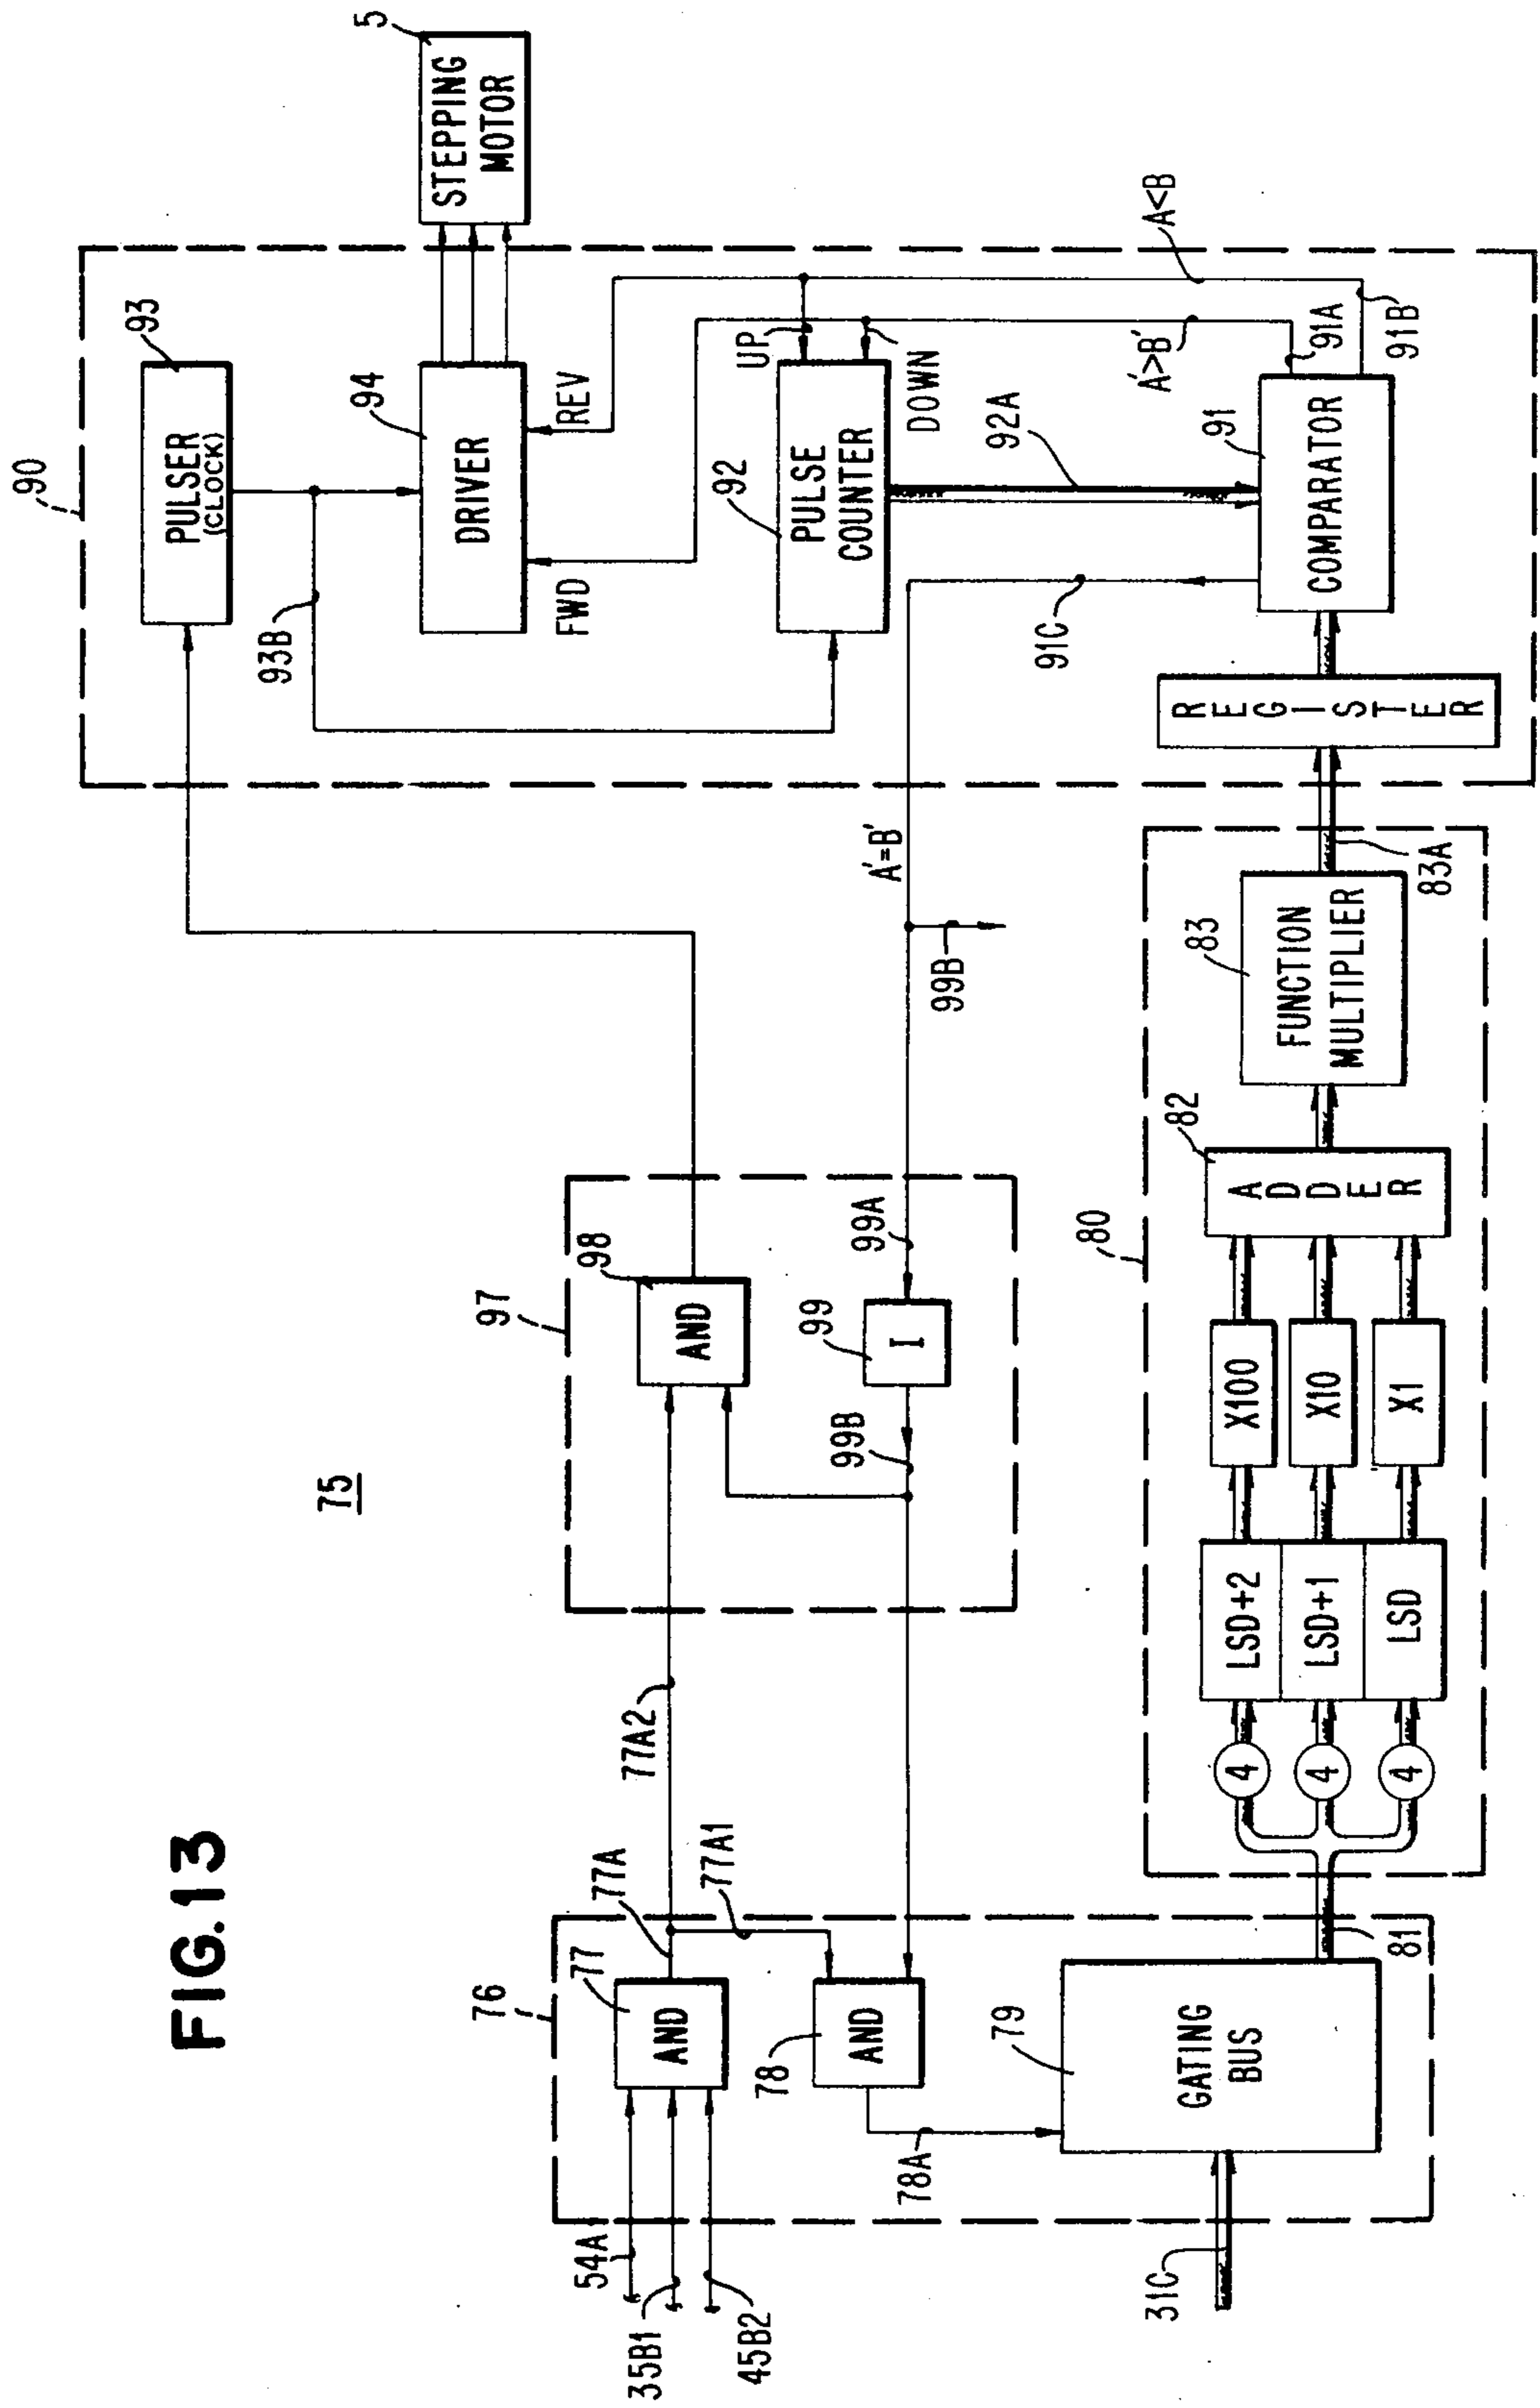 FIG.13
75
76
54A
35B1
45B2
77
AND
77A
77A1
77A2
78
AND
78A
31C
79
GATING
BUS
81
97
98
AND
99
I
99A
99B
99B
A'=B'
80
4
4
4
LSD+2
LSD+1
LSD
X100
X10
X1
82
ADDER
83
FUNCTION
MULTIPLIER
83A
90
93
PULSER
(CLOCK)
93B
94
DRIVER
FWD
REV
5
STEPPING
MOTOR
92
PULSE
COUNTER
UP
DOWN
92A
91C
REGISTER
91
COMPARATOR
91A
91B
A'>B'
A<B